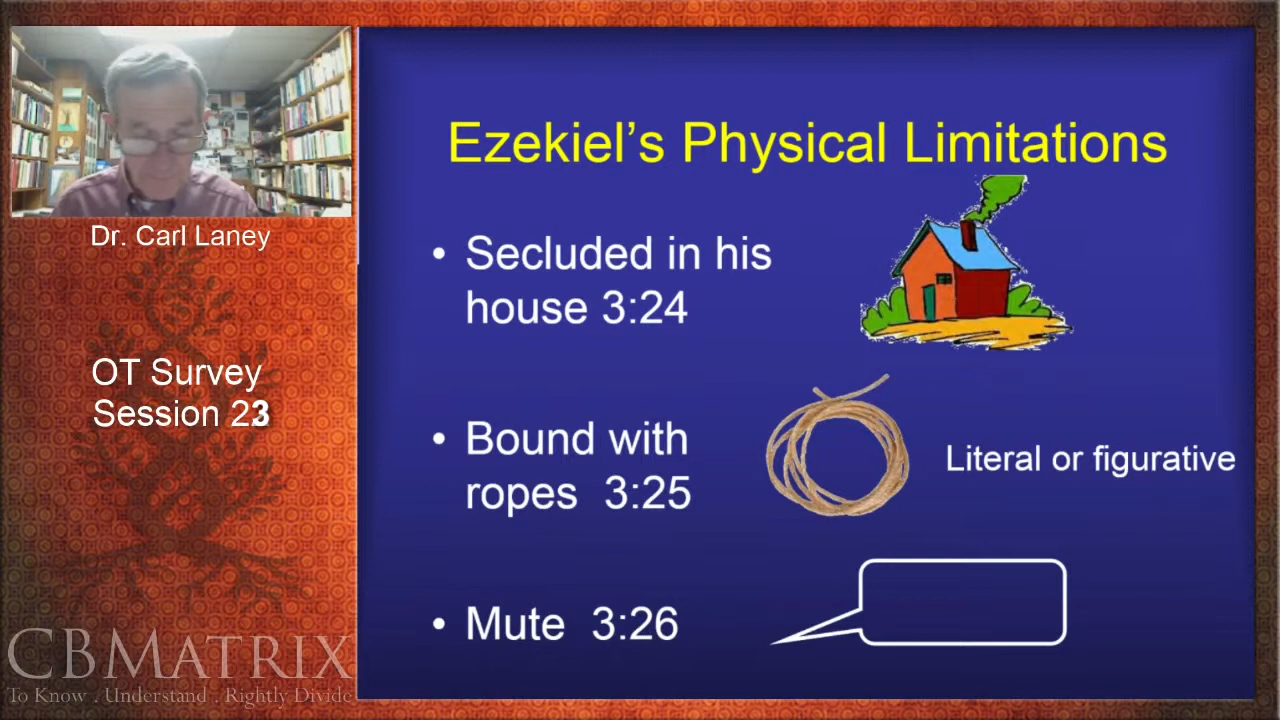 Dr. Carl Laney
OT Survey
Session 23
CBMATRIX
To Know . Understand . Rightly Divide
Ezekiel's Physical Limitations
• Secluded in his
house 3:24
• Bound with
ropes 3:25
Literal or figurative
• Mute 3:26